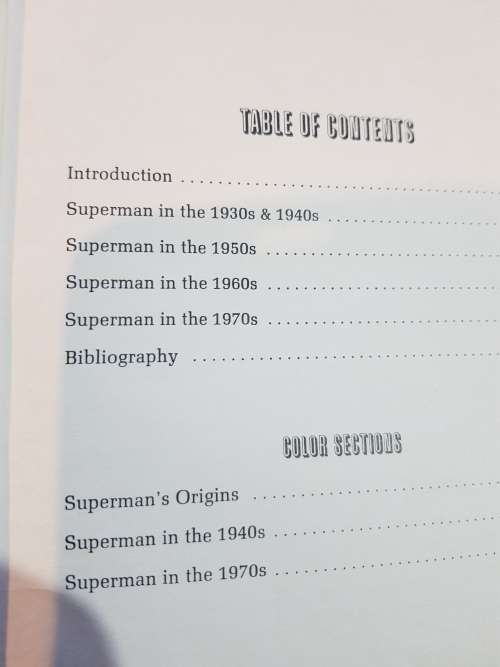 TABLE OF CONTENTS
Introduction ....................................
Superman in the 1930s & 1940s ....................
Superman in the 1950s ...........................
Superman in the 1960s ...........................
Superman in the 1970s ...........................
Bibliography ....................................
COLOR SECTIONS
Superman's Origins ..........................
Superman in the 1940s ........................
Superman in the 1970s ........................